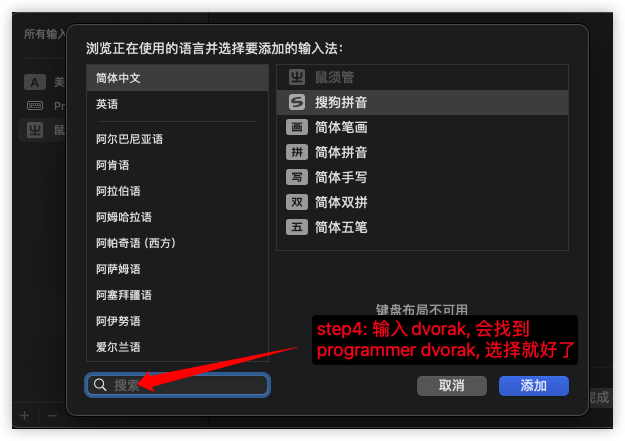 所有输入
浏览正在使用的语言并选择要添加的输入法：
A 美
Pr
鼠
简体中文
英语
阿尔巴尼亚语
阿肯语
阿拉伯语
阿姆哈拉语
阿帕奇语 (西方)
阿萨姆语
阿塞拜疆语
阿伊努语
爱尔兰语
鼠须管
搜狗拼音
画 简体笔画
拼 简体拼音
写 简体手写
双 简体双拼
五 简体五笔
键盘布局不可用
step4: 输入 dvorak, 会找到
programmer dvorak, 选择就好了
搜索
取消
添加
完成